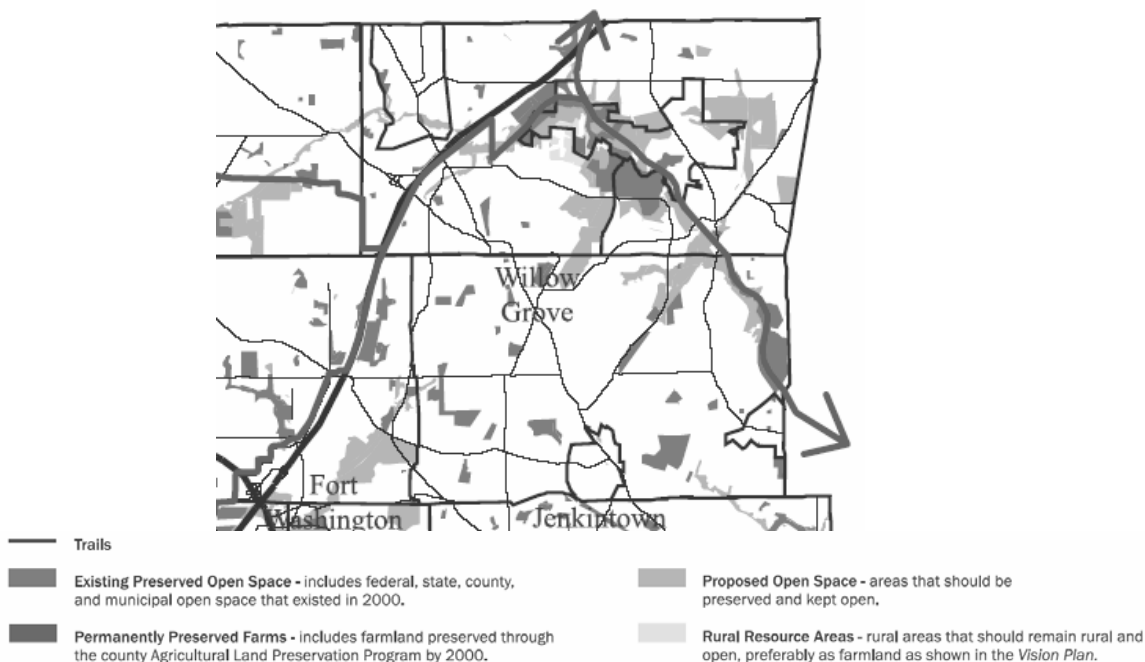 Willow
Grove
Fort
Washington
Jenkintown
Trails
Existing Preserved Open Space - includes federal, state, county,
and municipal open space that existed in 2000.
Permanently Preserved Farms - includes farmland preserved through
the county Agricultural Land Preservation Program by 2000.
Proposed Open Space - areas that should be
preserved and kept open.
Rural Resource Areas - rural areas that should remain rural and
open, preferably as farmland as shown in the Vision Plan.